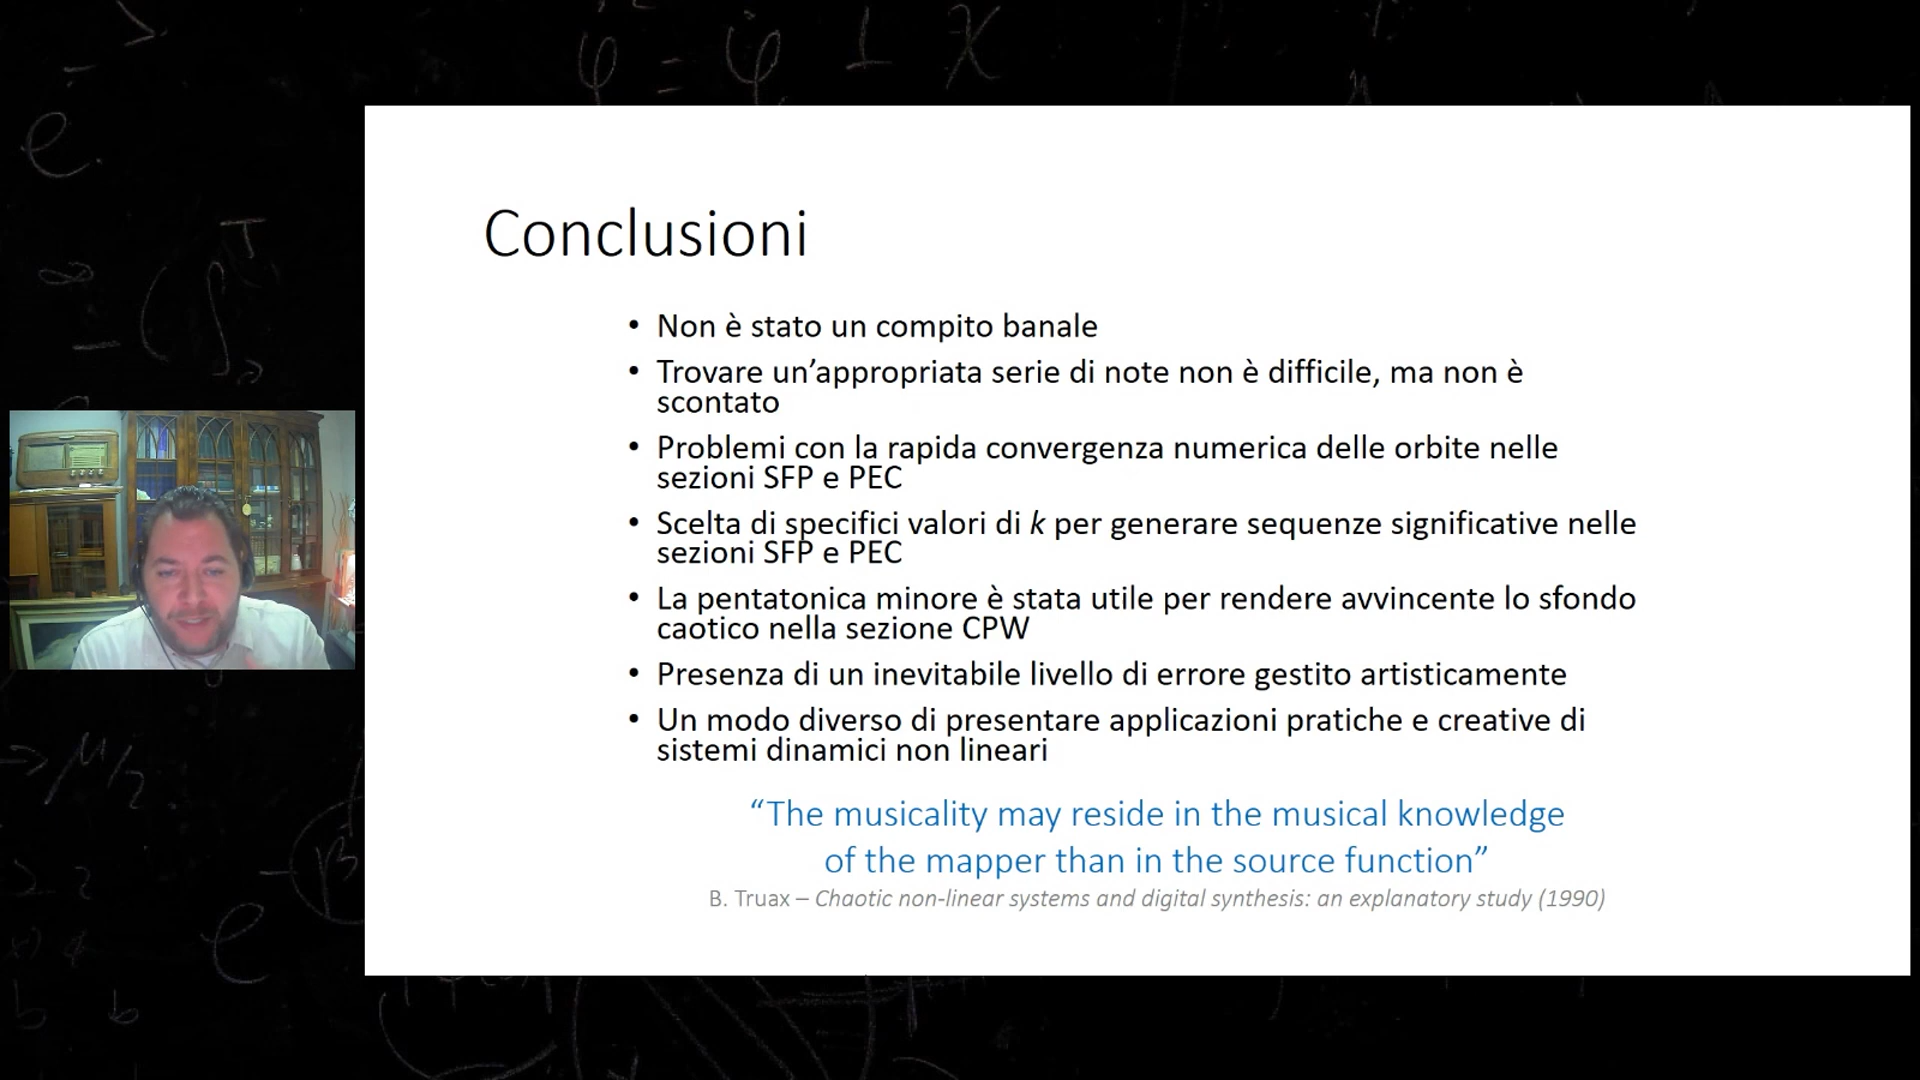 φ = φ̇ ⊥ χ
e
Conclusioni
• Non è stato un compito banale
• Trovare un’appropriata serie di note non è difficile, ma non è
scontato
• Problemi con la rapida convergenza numerica delle orbite nelle
sezioni SFP e PEC
• Scelta di specifici valori di k per generare sequenze significative nelle
sezioni SFP e PEC
• La pentatonica minore è stata utile per rendere avvincente lo sfondo
caotico nella sezione CPW
• Presenza di un inevitabile livello di errore gestito artisticamente
• Un modo diverso di presentare applicazioni pratiche e creative di
sistemi dinamici non lineari
“The musicality may reside in the musical knowledge
of the mapper than in the source function”
B. Truax – Chaotic non-linear systems and digital synthesis: an explanatory study (1990)